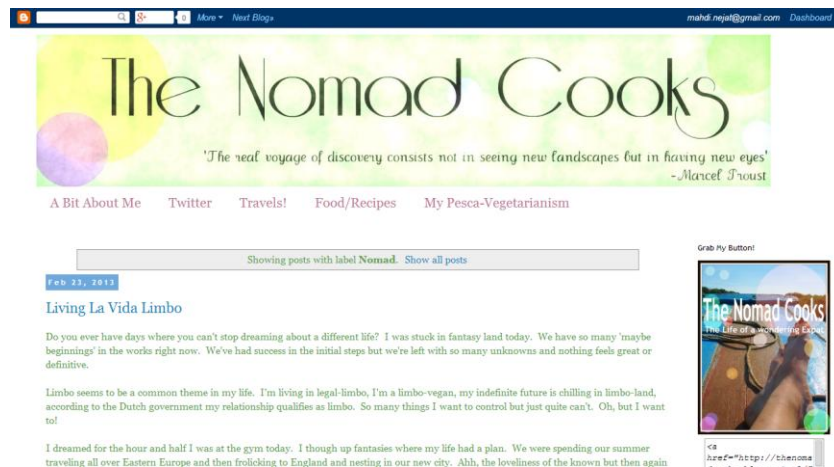 0 More Next Blog»
mahdi.nejat@gmail.com Dashboard
The Nomad Cooks
'The real voyage of discovery consists not in seeing new landscapes but in having new eyes'
-Marcel Proust
A Bit About Me Twitter Travels! Food/Recipes My Pesca-Vegetarianism
Showing posts with label Nomad. Show all posts
Feb 23, 2013
Living La Vida Limbo
Do you ever have days where you can't stop dreaming about a different life? I was stuck in fantasy land today. We have so many 'maybe
beginnings' in the works right now. We've had success in the initial steps but we're left with so many unknowns and nothing feels great or
definitive.
Limbo seems to be a common theme in my life. I'm living in legal-limbo, I'm a limbo-vegan, my indefinite future is chilling in limbo-land,
according to the Dutch government my relationship qualifies as limbo. So many things I want to control but just quite can't. Oh, but I want
to!
I dreamed for the hour and half I was at the gym today. I though up fantasies where my life had a plan. We were spending our summer
traveling all over Eastern Europe and then frolicking to England and nesting in our new city. Ahh, the loveliness of the known but then again
Grab My Button!
The Nomad Cooks
The Life of a wondering Expat
<a
href="http://thenoma